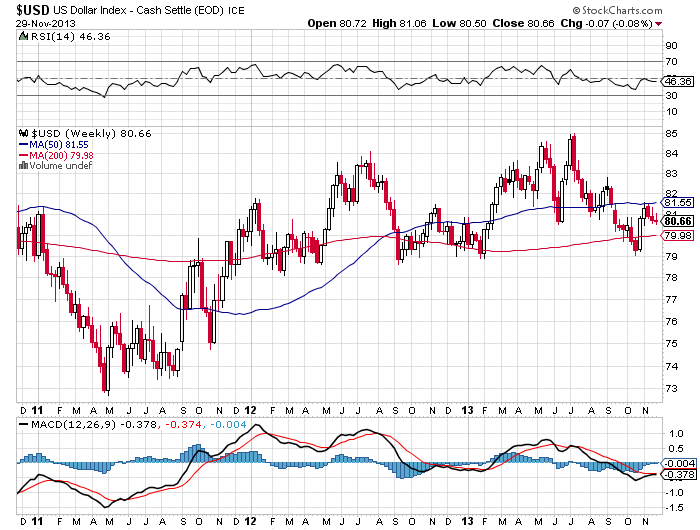 $USD US Dollar Index - Cash Settle (EOD) ICE © StockCharts.com
29-Nov-2013 Open 80.72 High 81.06 Low 80.50 Close 80.66 Chg -0.07 (-0.08%)
RSI(14) 46.36
90
70
50
46.36
30
10
$USD (Weekly) 80.66
MA(50) 81.55
MA(200) 79.98
Volume undef
85
84
83
82
81.55
81
80.66
79.98
79
78
77
76
75
74
73
D 11 F M A M J J A S O N D 12 F M A M J J A S O N D 13 F M A M J J A S O N
MACD(12,26,9) -0.378, -0.374, -0.004
1.0
0.5
-0.004
-0.378
-1.0
-1.5
D 11 F M A M J J A S O N D 12 F M A M J J A S O N D 13 F M A M J J A S O N